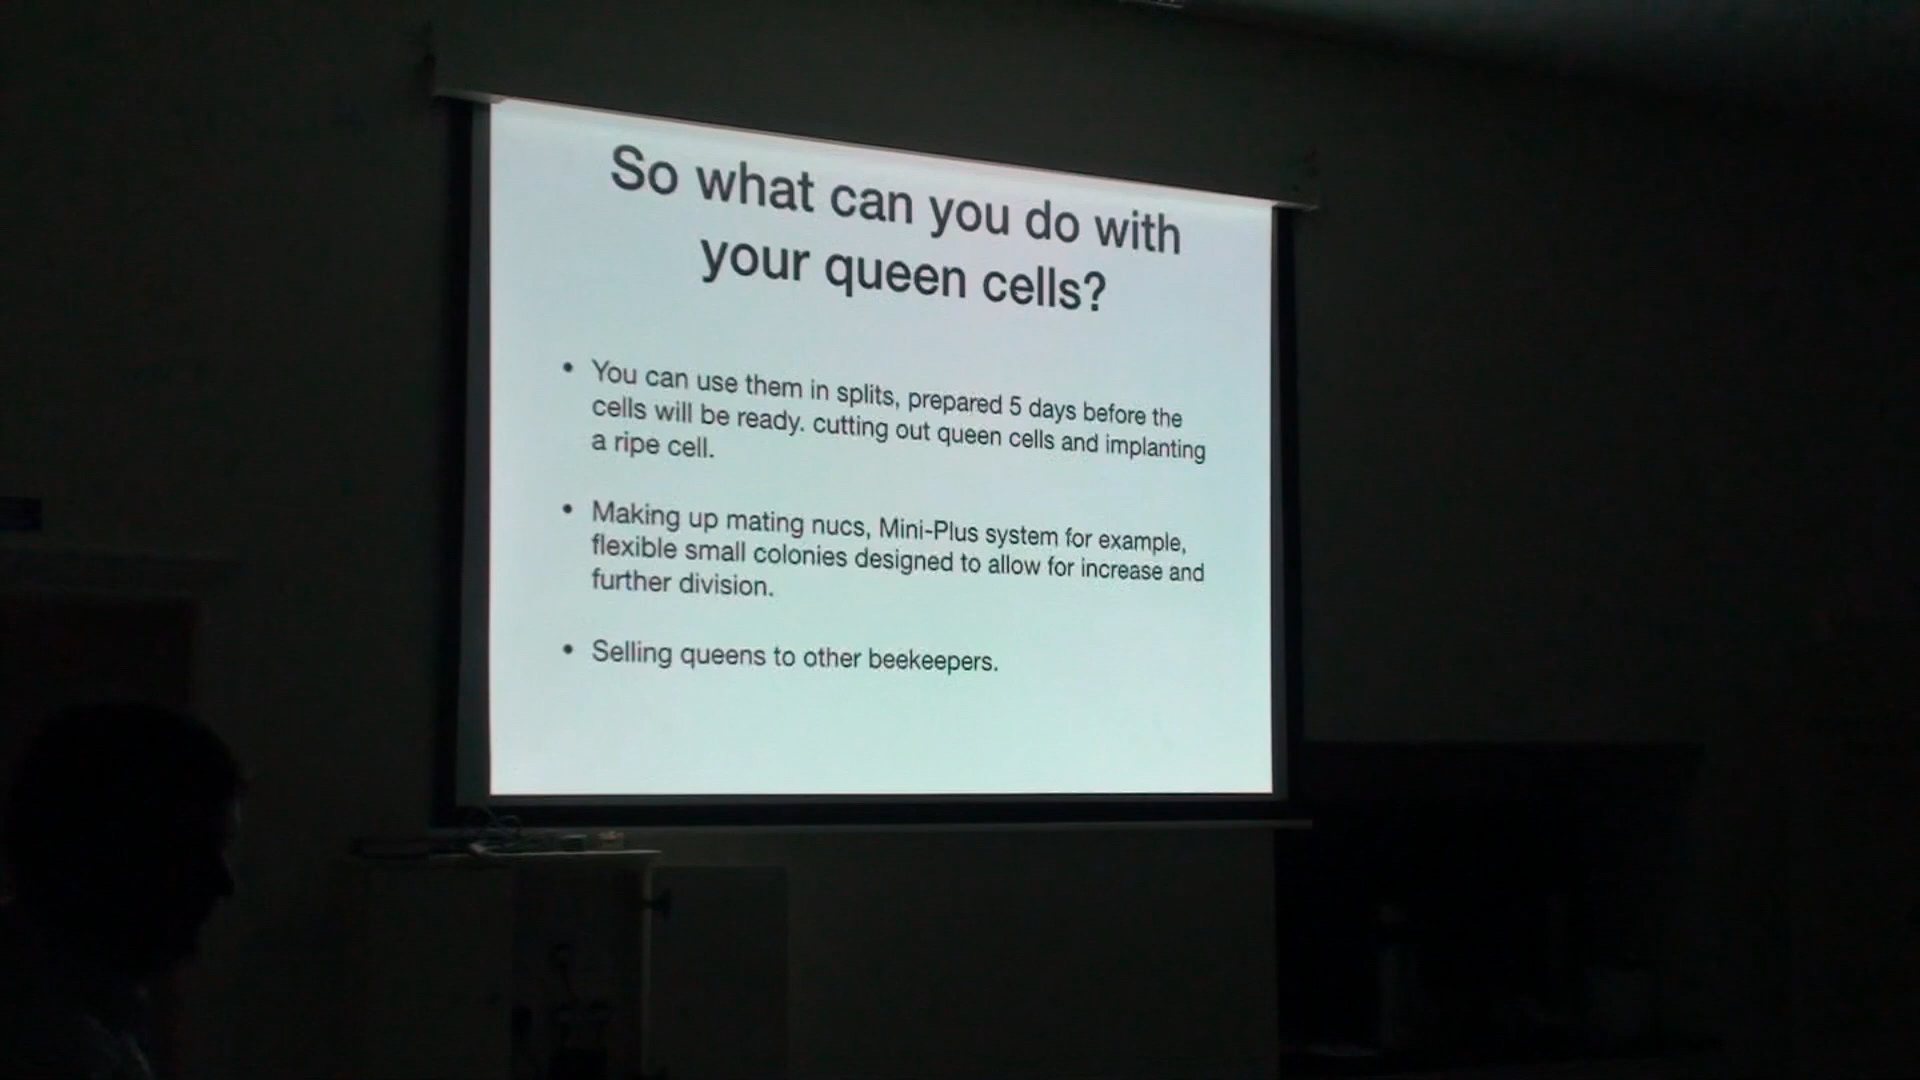 So what can you do with
your queen cells?
• You can use them in splits, prepared 5 days before the
cells will be ready. cutting out queen cells and implanting
a ripe cell.
• Making up mating nucs, Mini-Plus system for example,
flexible small colonies designed to allow for increase and
further division.
• Selling queens to other beekeepers.